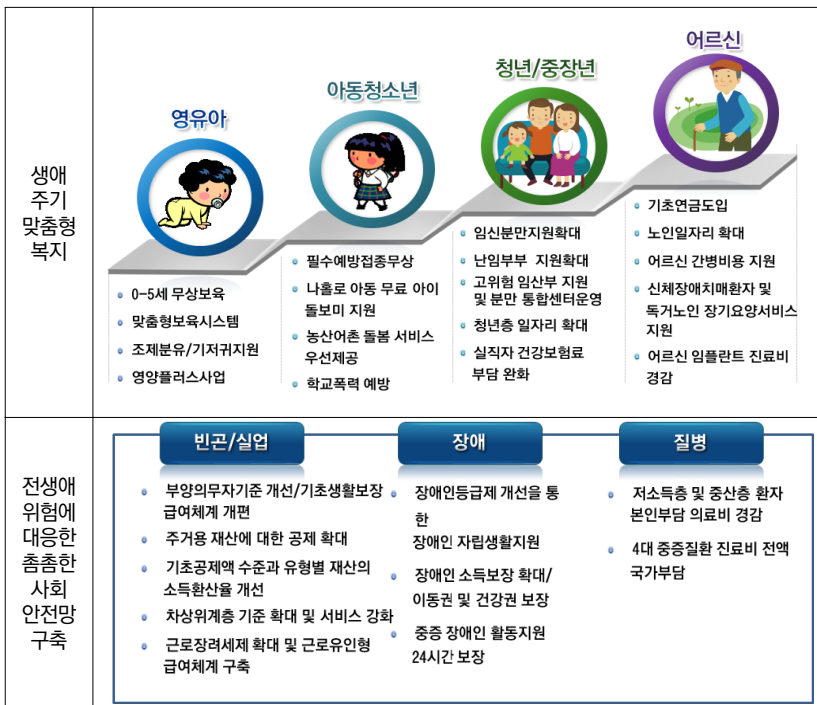 생애
주기
맞춤형
복지
영유아
0-5세 무상보육
맞춤형보육시스템
조제분유/기저귀지원
영양플러스사업
아동청소년
필수예방접종무상
나홀로 아동 무료 아이
돌보미 지원
농산어촌 돌봄 서비스
우선제공
학교폭력 예방
청년/중장년
임신분만지원확대
난임부부 지원확대
고위험 임산부 지원
및 분만 통합센터운영
청년층 일자리 확대
실직자 건강보험료
부담 완화
어르신
기초연금도입
노인일자리 확대
어르신 간병비용 지원
신체장애치매환자 및
독거노인 장기요양서비스
지원
어르신 임플란트 진료비
경감
전생애
위험에
대응한
촘촘한
사회
안전망
구축
빈곤/실업
부양의무자기준 개선/기초생활보장
급여체계 개편
주거용 재산에 대한 공제 확대
기초공제액 수준과 유형별 재산의
소득환산율 개선
차상위계층 기준 확대 및 서비스 강화
근로장려세제 확대 및 근로유인형
급여체계 구축
장애
장애인등급제 개선을 통
한
장애인 자립생활지원
장애인 소득보장 확대/
이동권 및 건강권 보장
중증 장애인 활동지원
24시간 보장
질병
저소득층 및 중산층 환자
본인부담 의료비 경감
4대 중증질환 진료비 전액
국가부담